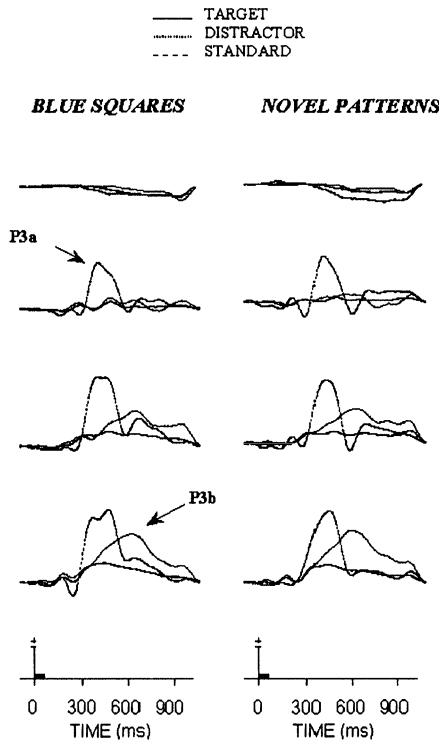 TARGET
DISTRACTOR
STANDARD
BLUE SQUARES NOVEL PATTERNS
P3a
P3b
+ +
- -
0 300 600 900 0 300 600 900
TIME (ms) TIME (ms)